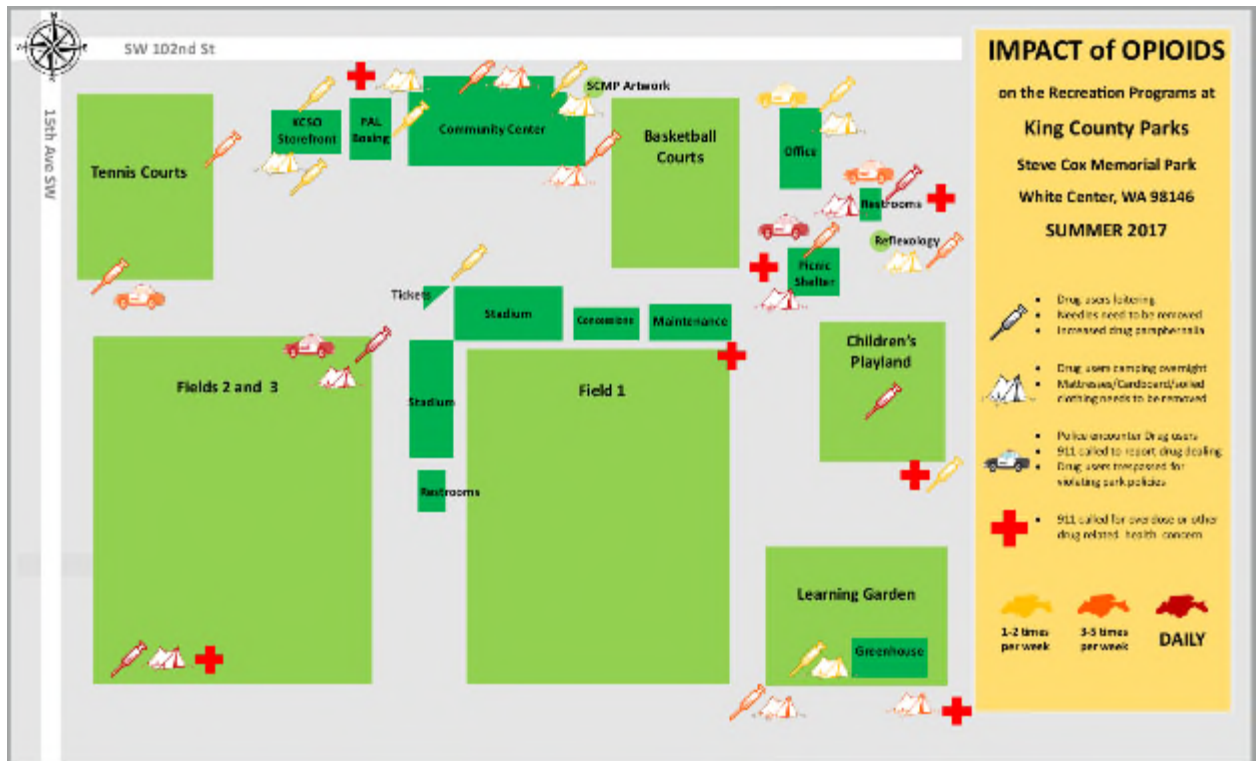 SW 102nd St
15th Ave SW
Tennis Courts
KCSO
Storefront
PAL
Boxing
Community Center
SCMP Artwork
Basketball
Courts
Office
Restrooms
Reflexology
Picnic
Shelter
Tickets
Stadium
Concessions
Maintenance
Children's
Playland
Fields 2 and 3
Stadium
Field 1
Restrooms
Learning Garden
Greenhouse
IMPACT of OPIOIDS
on the Recreation Programs at
King County Parks
Steve Cox Memorial Park
White Center, WA 98146
SUMMER 2017
• Drug users loitering
• Needles need to be removed
• Increased drug paraphernalia
• Drug users camping overnight
• Mattresses/Cardboard/soiled
clothing needs to be removed
• Police encounter Drug users
• 911 called to report drug dealing
• Drug users trespassed for
violating park policies
• 911 called for overdose or other
drug related health concern
1-2 times
per week
3-5 times
per week
DAILY